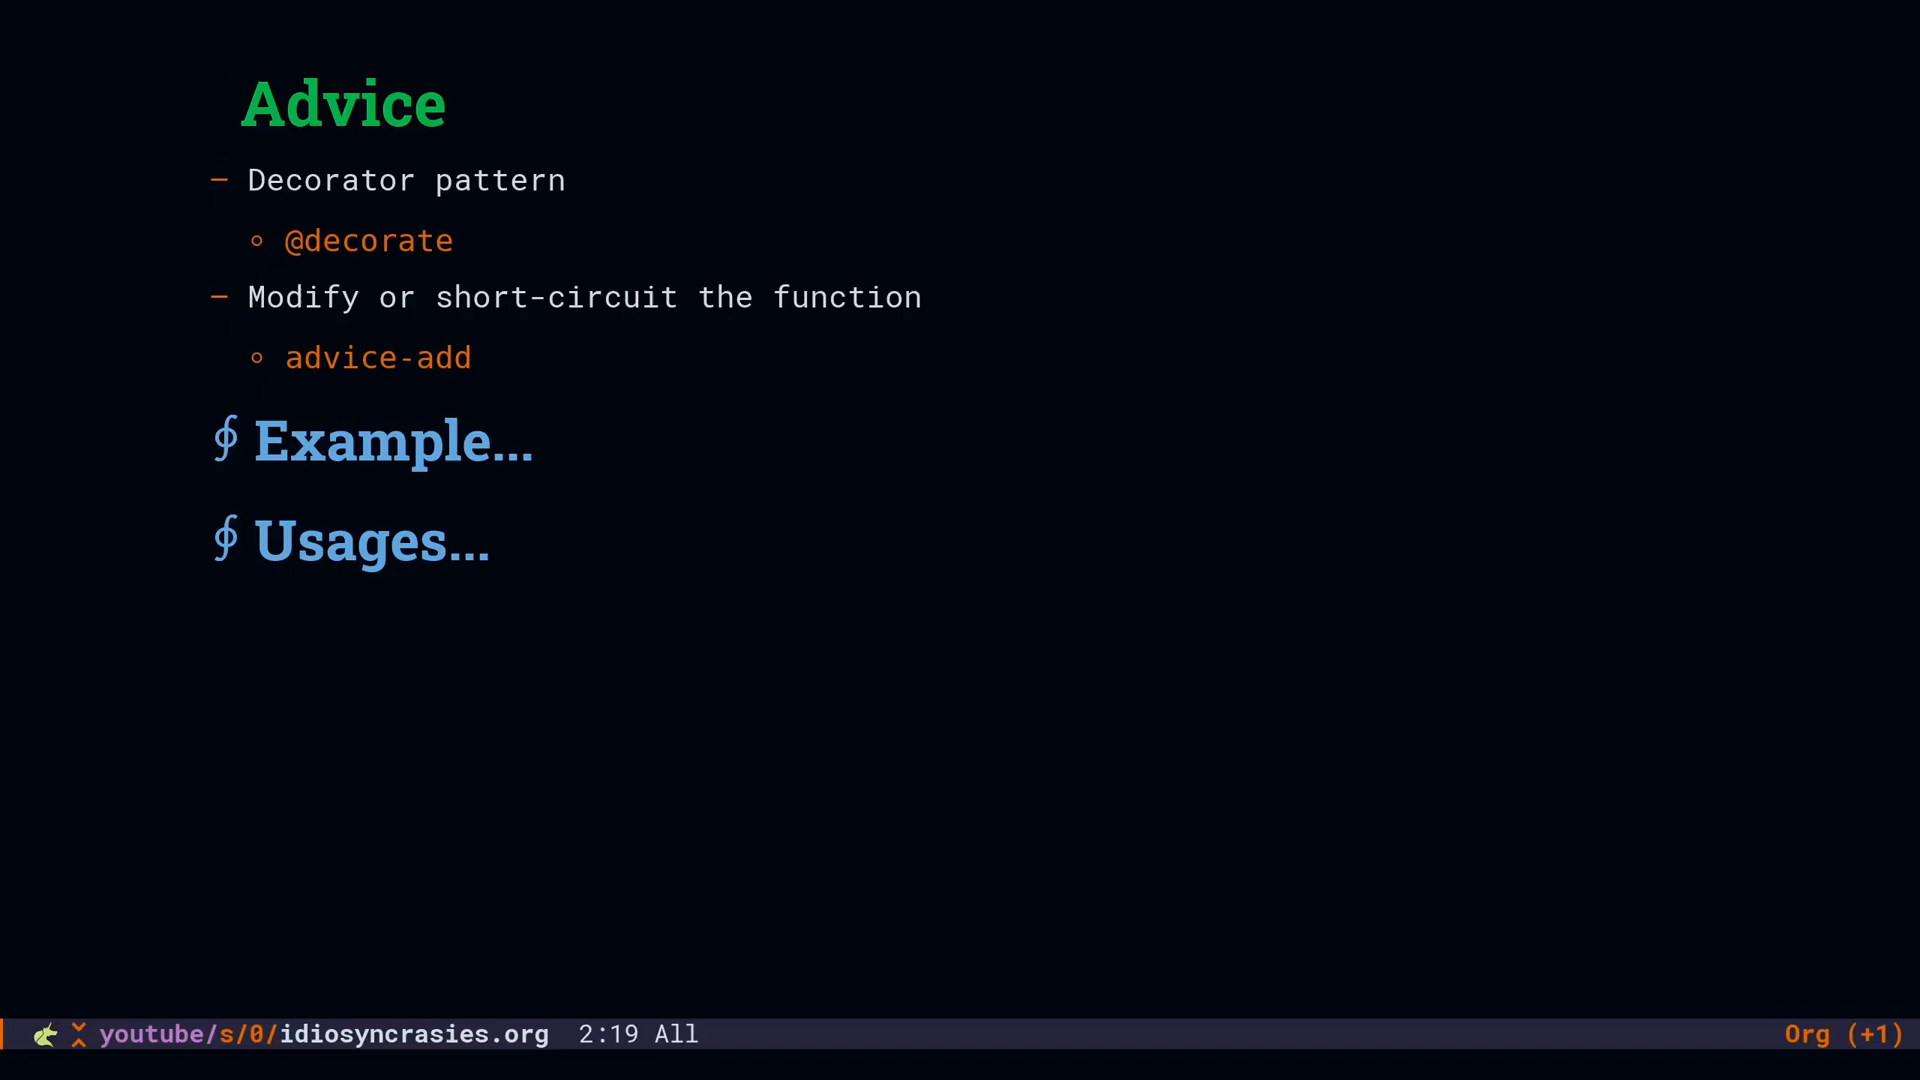 Advice
– Decorator pattern
∘ @decorate
– Modify or short-circuit the function
∘ advice-add
∮ Example...
∮ Usages...
youtube/s/0/idiosyncrasies.org 2:19 All Org (+1)